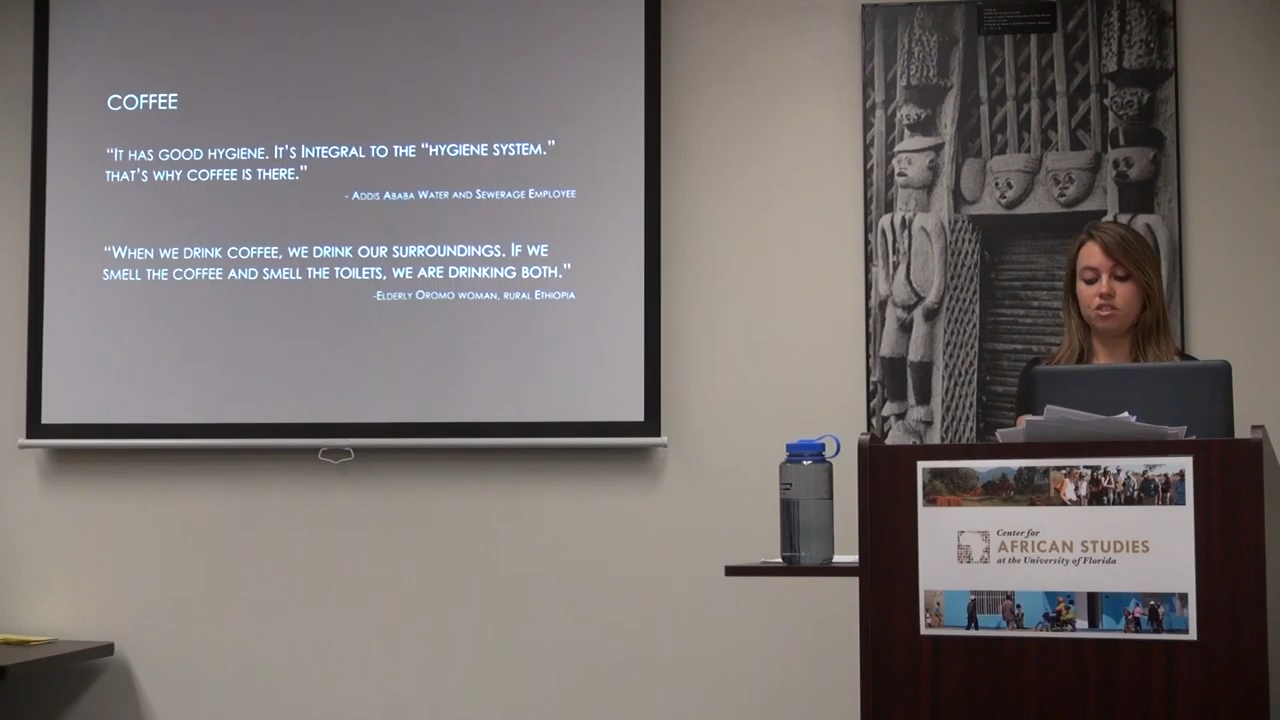 COFFEE
“IT HAS GOOD HYGIENE. IT’S INTEGRAL TO THE “HYGIENE SYSTEM.”
THAT’S WHY COFFEE IS THERE.”
- ADDIS ABABA WATER AND SEWERAGE EMPLOYEE
“WHEN WE DRINK COFFEE, WE DRINK OUR SURROUNDINGS. IF WE
SMELL THE COFFEE AND SMELL THE TOILETS, WE ARE DRINKING BOTH.”
-ELDERLY OROMO WOMAN, RURAL ETHIOPIA
Center for
AFRICAN STUDIES
at the University of Florida